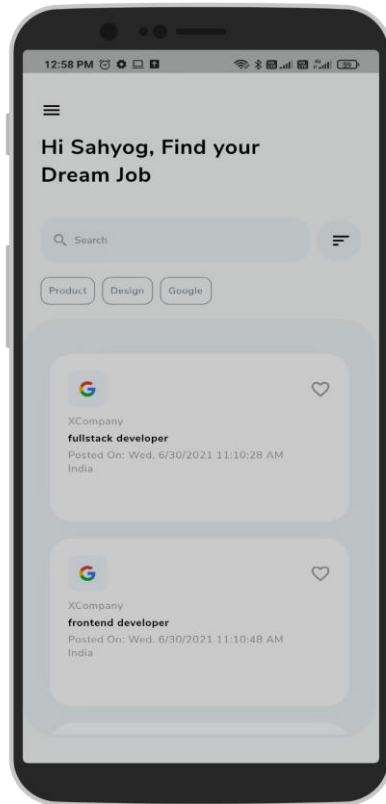 12:58 PM
59
Hi Sahyog, Find your
Dream Job
Search
Product Design Google
G
XCompany
fullstack developer
Posted On: Wed, 6/30/2021 11:10:28 AM
India
G
XCompany
frontend developer
Posted On: Wed, 6/30/2021 11:10:48 AM
India